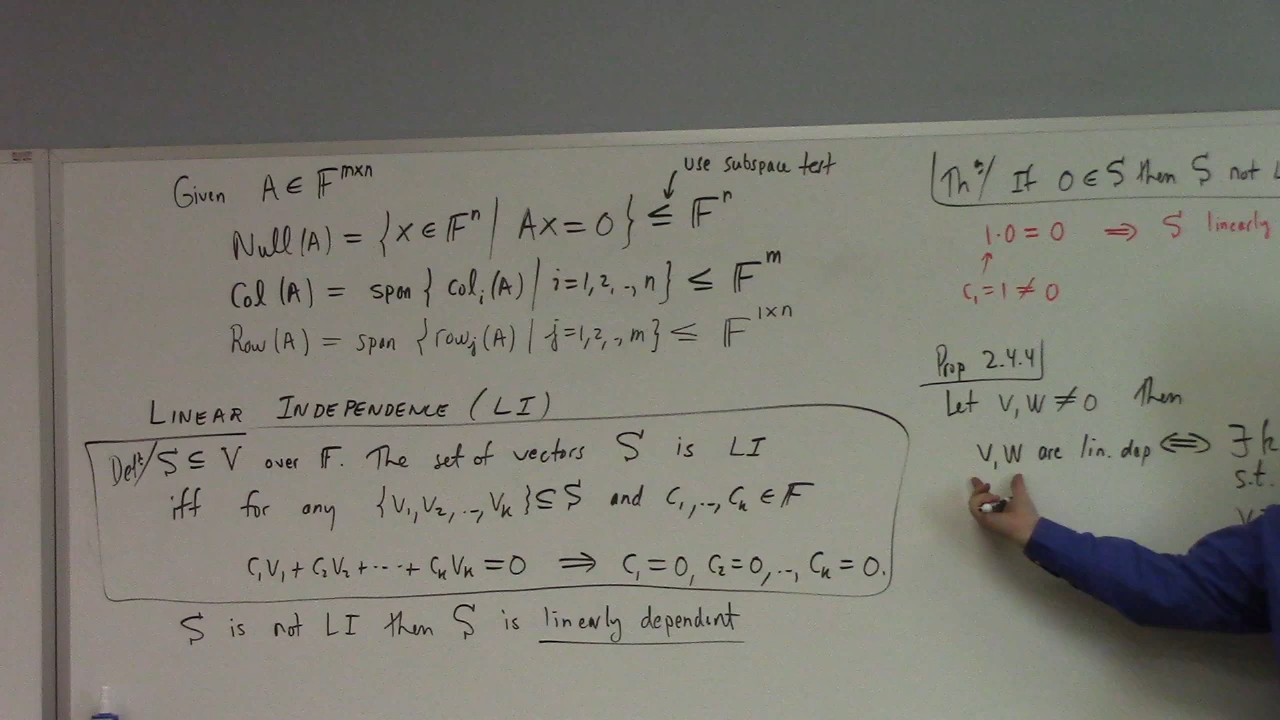 use subspace test
Given A ∈ 𝔽^{m×n}
Null(A) = {x ∈ 𝔽^n | Ax = 0} ≤ 𝔽^n
Col(A) = span{col_i(A) | i=1,2,..,n} ≤ 𝔽^m
Row(A) = span {row_j(A) | j=1,2,..,m} ≤ 𝔽^{1×n}
LINEAR INDEPENDENCE (LI)
Def^n/ S ⊆ V over 𝔽. The set of vectors S is LI
iff for any {v_1, v_2, .., v_k} ⊆ S and c_1, .., c_k ∈ 𝔽
c_1v_1 + c_2v_2 + ··· + c_kv_k = 0 ⟹ c_1 = 0, c_2 = 0, .., c_k = 0.
S is not LI then S is linearly dependent
Th^m/ If 0 ∈ S then S not
1·0 = 0 ⟹ S linearly
c_1 = 1 ≠ 0
Prop 2.4.4
Let v, w ≠ 0 Then
v, w are lin. dep ⟺ ∃ k
s.t.